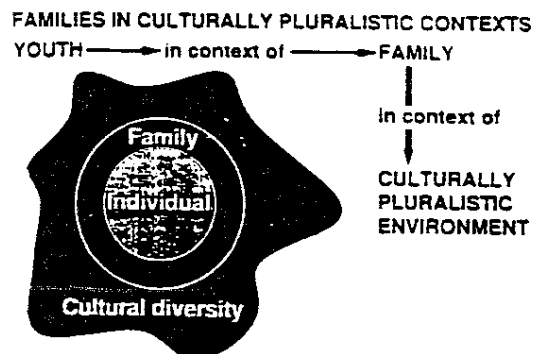 FAMILIES IN CULTURALLY PLURALISTIC CONTEXTS
YOUTH in context of FAMILY
in context of
CULTURALLY
PLURALISTIC
ENVIRONMENT
Family
Individual
Cultural diversity